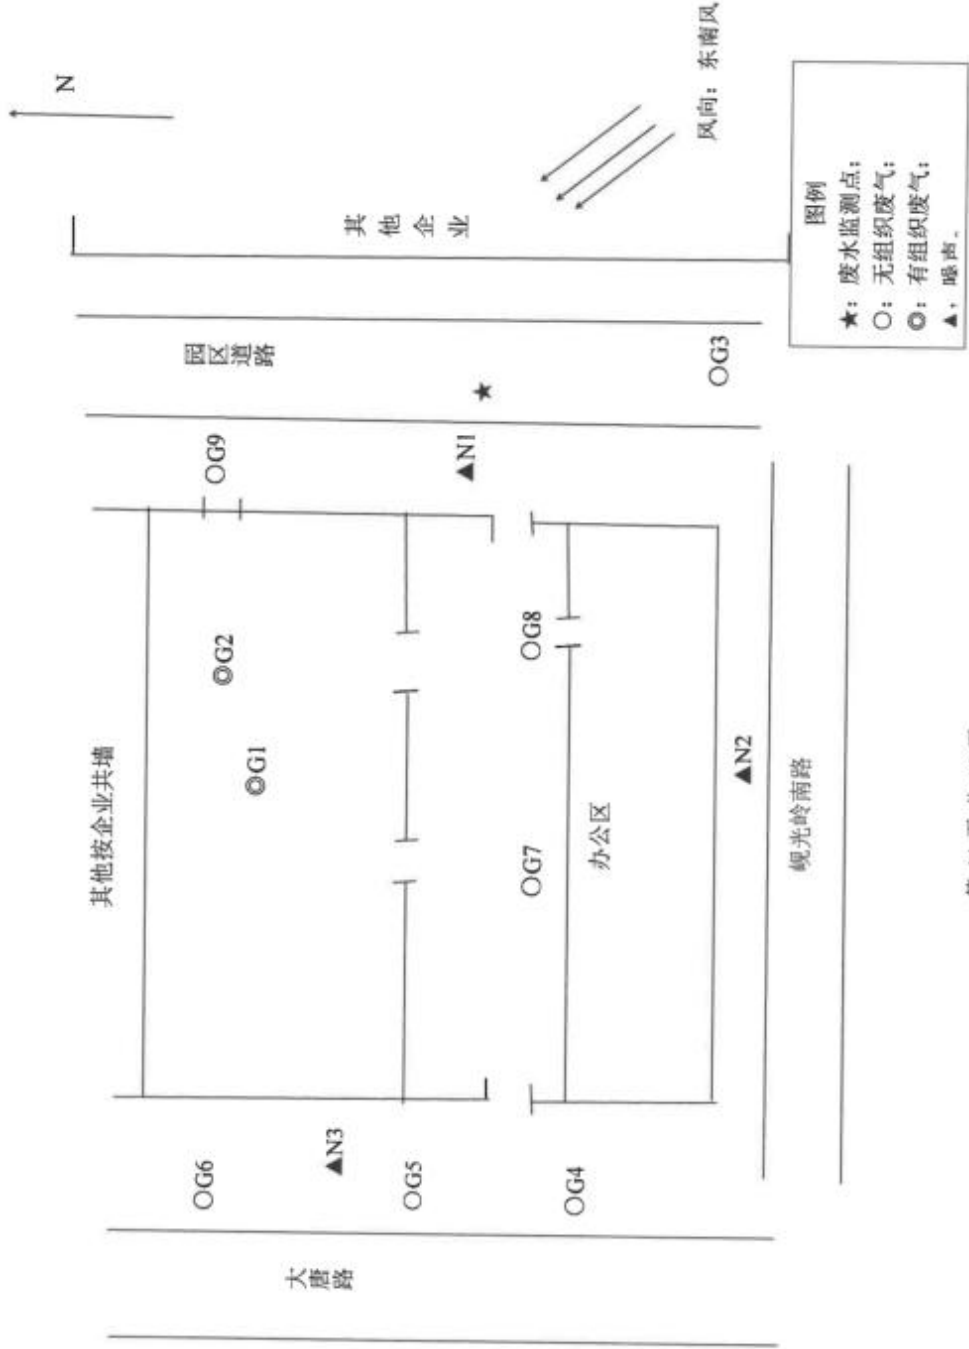 N
其他按企业共墙
园区道路
大唐路
其他企业
○G6
◎G2
○G9
◎G1
▲N3
○G5
▲N1
★
○G7
○G8
○G4
办公区
风向：东南风
○G3
▲N2
岘光岭南路
图例
★：废水监测点；
○：无组织废气；
◎：有组织废气；
▲，噪声。